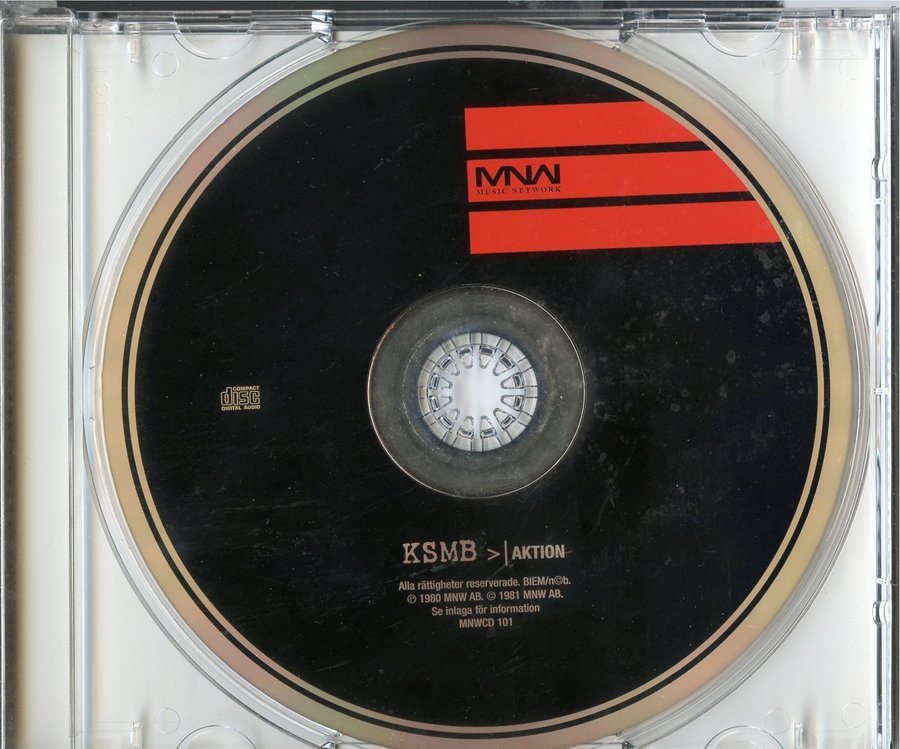 MNW
MUSIC NETWORK
COMPACT
disc
DIGITAL AUDIO
KSMB >|AKTION
Alla rättigheter reserverade. BIEM/n©b.
℗ 1980 MNW AB. © 1981 MNW AB.
Se inlaga för information
MNWCD 101